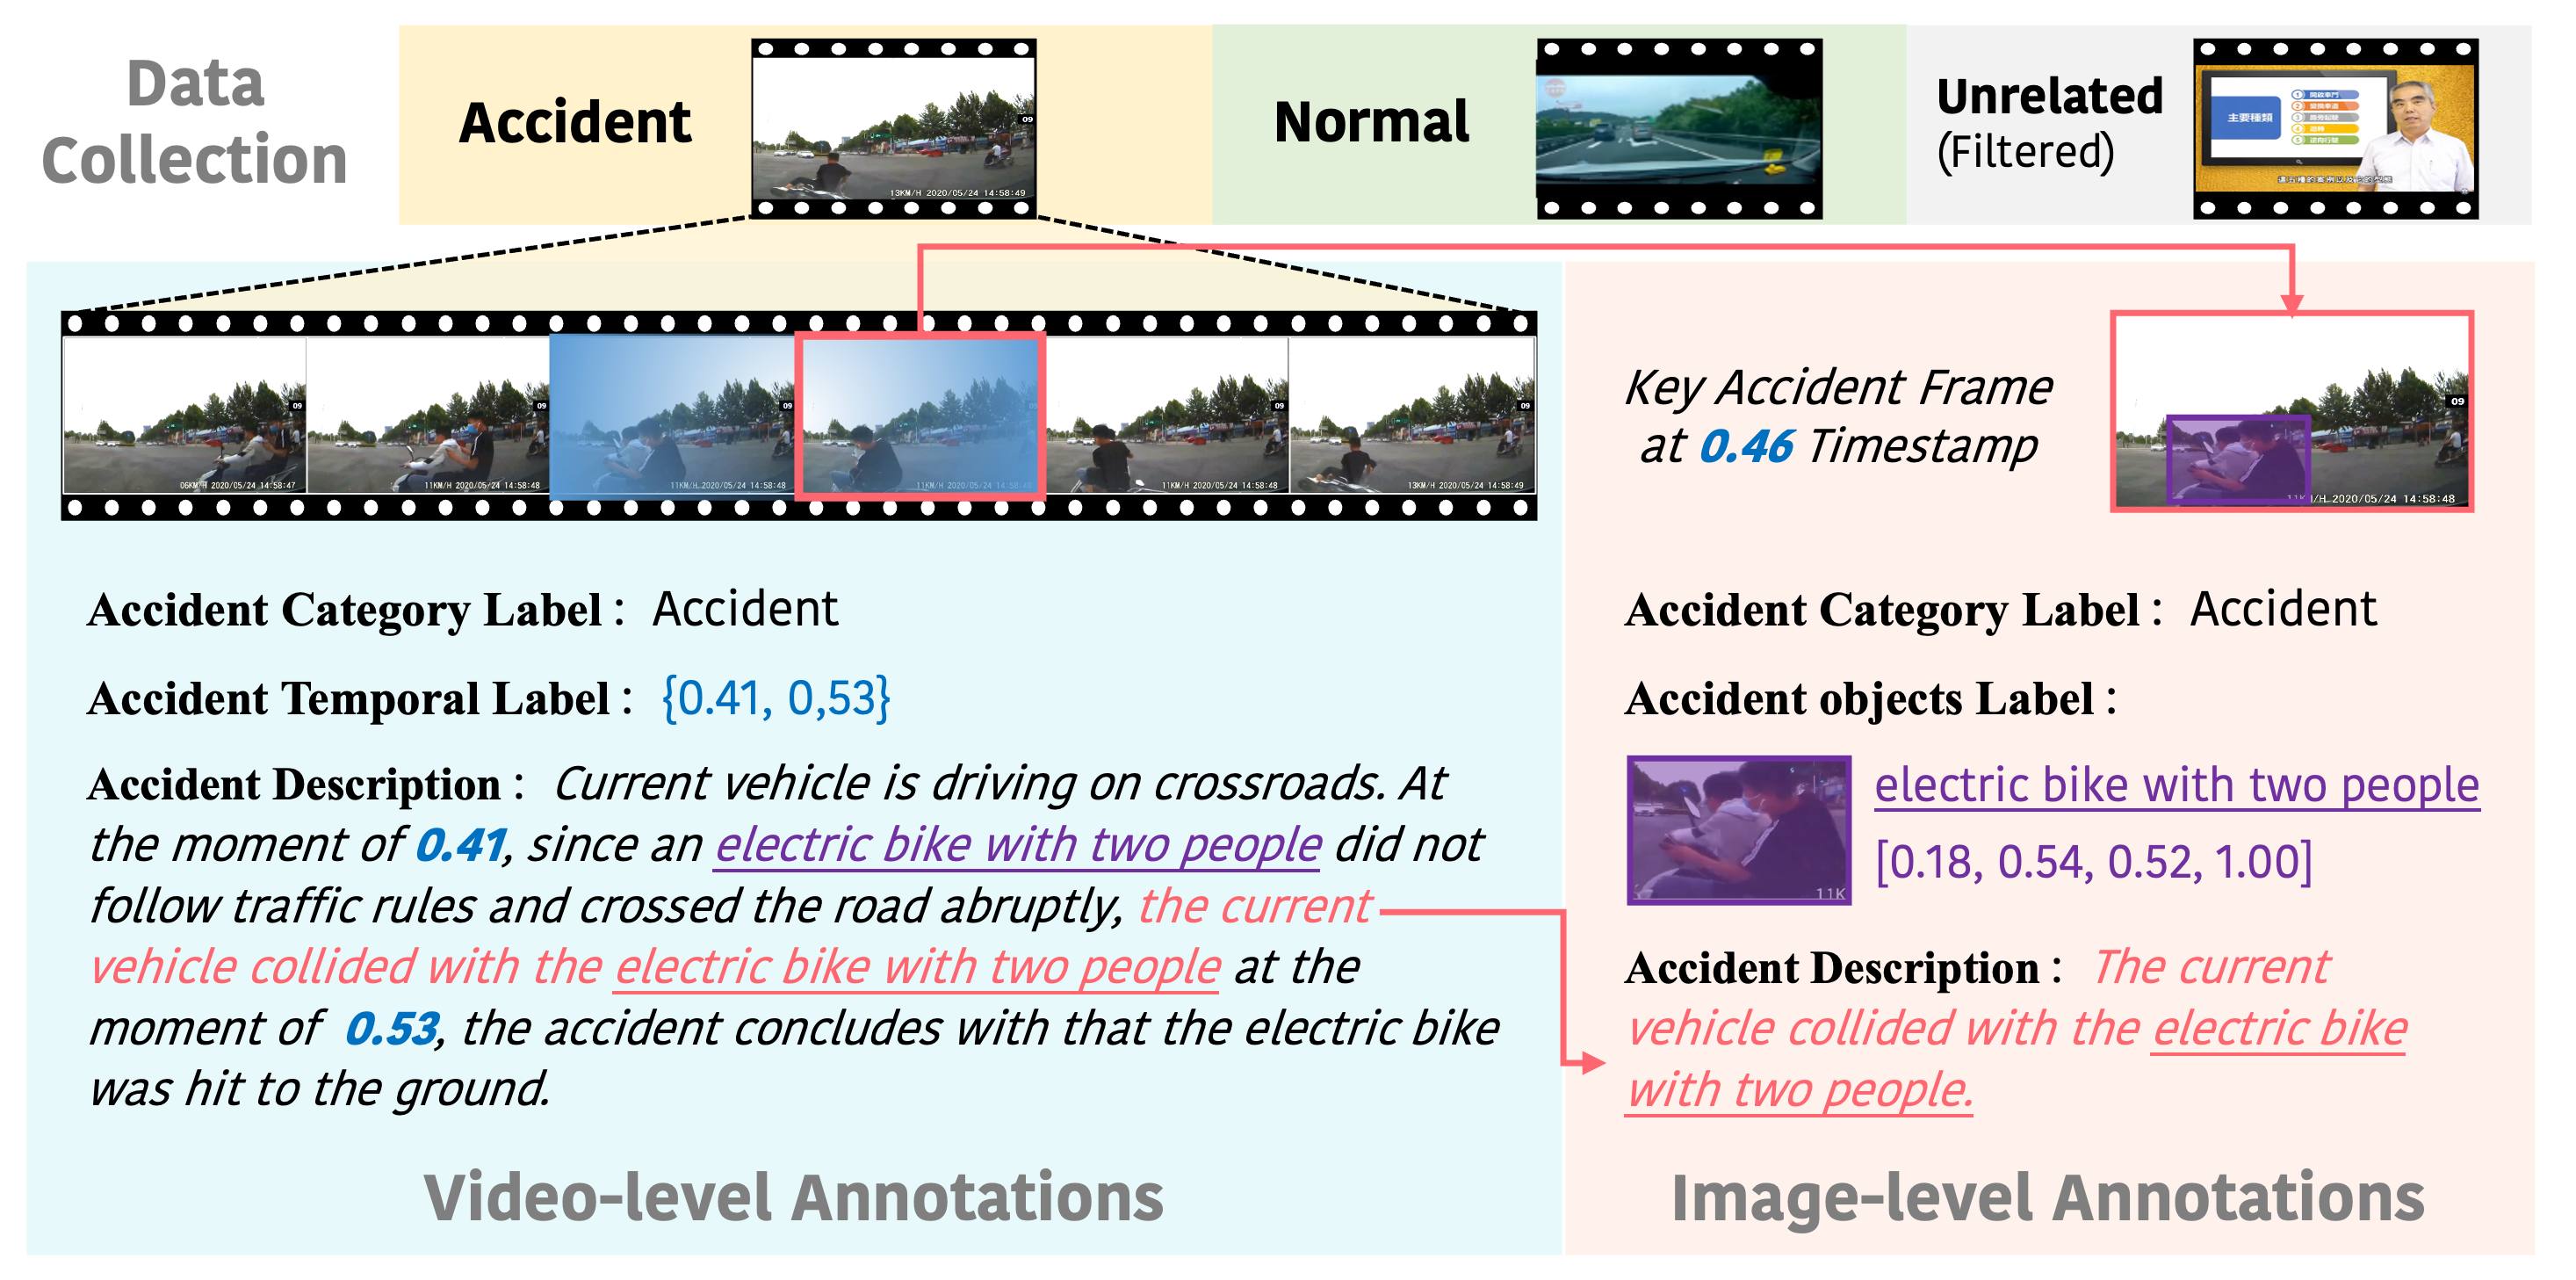 Data
Collection
Accident
13KM/H 2020/05/24 14:58:49
09
Normal
Unrelated
(Filtered)
主要種類
09
09
09
09
09
09
06KM/H 2020/05/24 14:58:47
11KM/H 2020/05/24 14:58:48
11KM/H 2020/05/24 14:58:48
11KM/H 2020/05/24 14:58:48
11KM/H 2020/05/24 14:58:48
13KM/H 2020/05/24 14:58:49
Key Accident Frame
at 0.46 Timestamp
09
11K /H 2020/05/24 14:58:48
Accident Category Label : Accident
Accident Temporal Label : {0.41, 0,53}
Accident Description : Current vehicle is driving on crossroads. At
the moment of 0.41, since an electric bike with two people did not
follow traffic rules and crossed the road abruptly, the current
vehicle collided with the electric bike with two people at the
moment of 0.53, the accident concludes with that the electric bike
was hit to the ground.
Video-level Annotations
Accident Category Label : Accident
Accident objects Label :
electric bike with two people
[0.18, 0.54, 0.52, 1.00]
11K
Accident Description : The current
vehicle collided with the electric bike
with two people.
Image-level Annotations